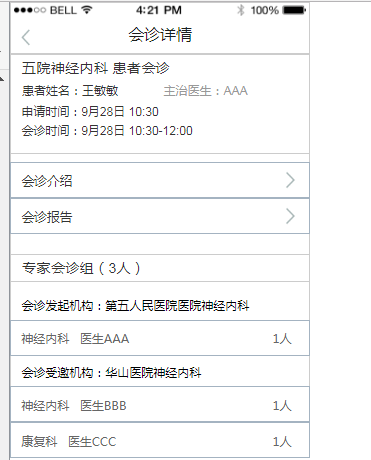 BELL 4:21 PM 100%
会诊详情
五院神经内科 患者会诊
患者姓名：王敏敏 主治医生：AAA
申请时间：9月28日 10:30
会诊时间：9月28日 10:30-12:00
会诊介绍
会诊报告
专家会诊组（3人）
会诊发起机构：第五人民医院医院神经内科
神经内科 医生AAA 1人
会诊受邀机构：华山医院神经内科
神经内科 医生BBB 1人
康复科 医生CCC 1人